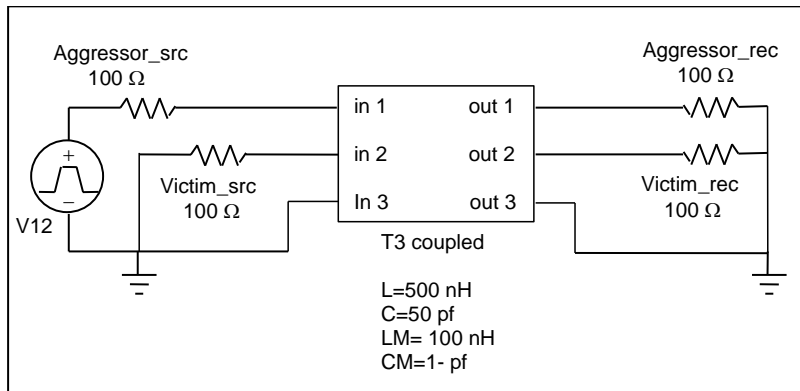 Aggressor_src
100 Ω
Aggressor_rec
100 Ω
in 1
out 1
in 2
out 2
In 3
out 3
+
−
V12
Victim_src
100 Ω
Victim_rec
100 Ω
T3 coupled
L=500 nH
C=50 pf
LM= 100 nH
CM=1- pf